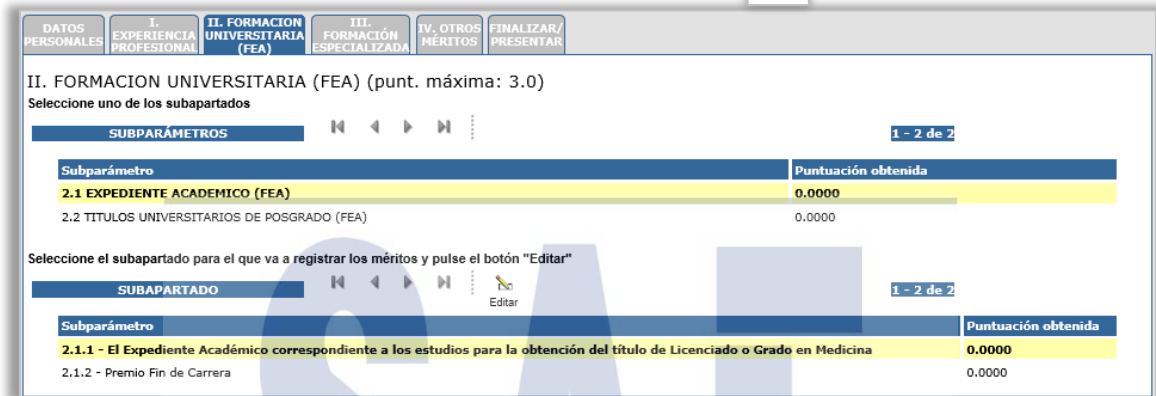 DATOS PERSONALES
I. EXPERIENCIA PROFESIONAL
II. FORMACION UNIVERSITARIA (FEA)
III. FORMACIÓN ESPECIALIZADA
IV. OTROS MÉRITOS
FINALIZAR/ PRESENTAR
II. FORMACION UNIVERSITARIA (FEA) (punt. máxima: 3.0)
Seleccione uno de los subapartados
SUBPARÁMETROS 1 - 2 de 2
Subparámetro Puntuación obtenida
2.1 EXPEDIENTE ACADEMICO (FEA) 0.0000
2.2 TITULOS UNIVERSITARIOS DE POSGRADO (FEA) 0.0000
Seleccione el subapartado para el que va a registrar los méritos y pulse el botón "Editar"
SUBAPARTADO Editar 1 - 2 de 2
Subparámetro Puntuación obtenida
2.1.1 - El Expediente Académico correspondiente a los estudios para la obtención del título de Licenciado o Grado en Medicina 0.0000
2.1.2 - Premio Fin de Carrera 0.0000